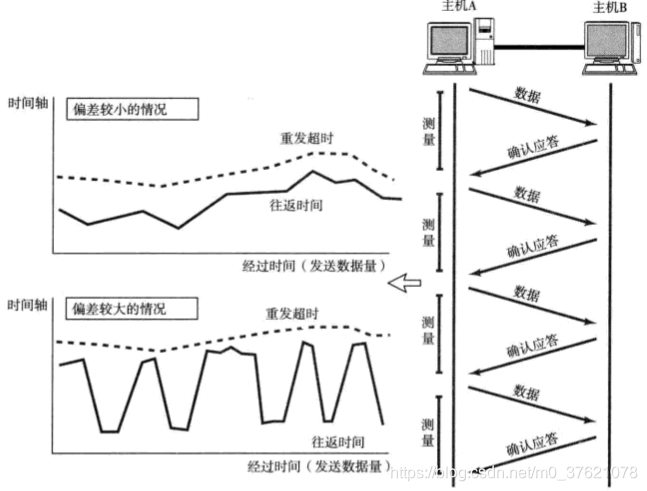 主机A
主机B
时间轴
偏差较小的情况
重发超时
往返时间
经过时间（发送数据量）
时间轴
偏差较大的情况
重发超时
往返时间
经过时间（发送数据量）
测量
数据
确认应答
测量
数据
确认应答
测量
数据
确认应答
测量
数据
确认应答
https://blog.csdn.net/m0_37621078